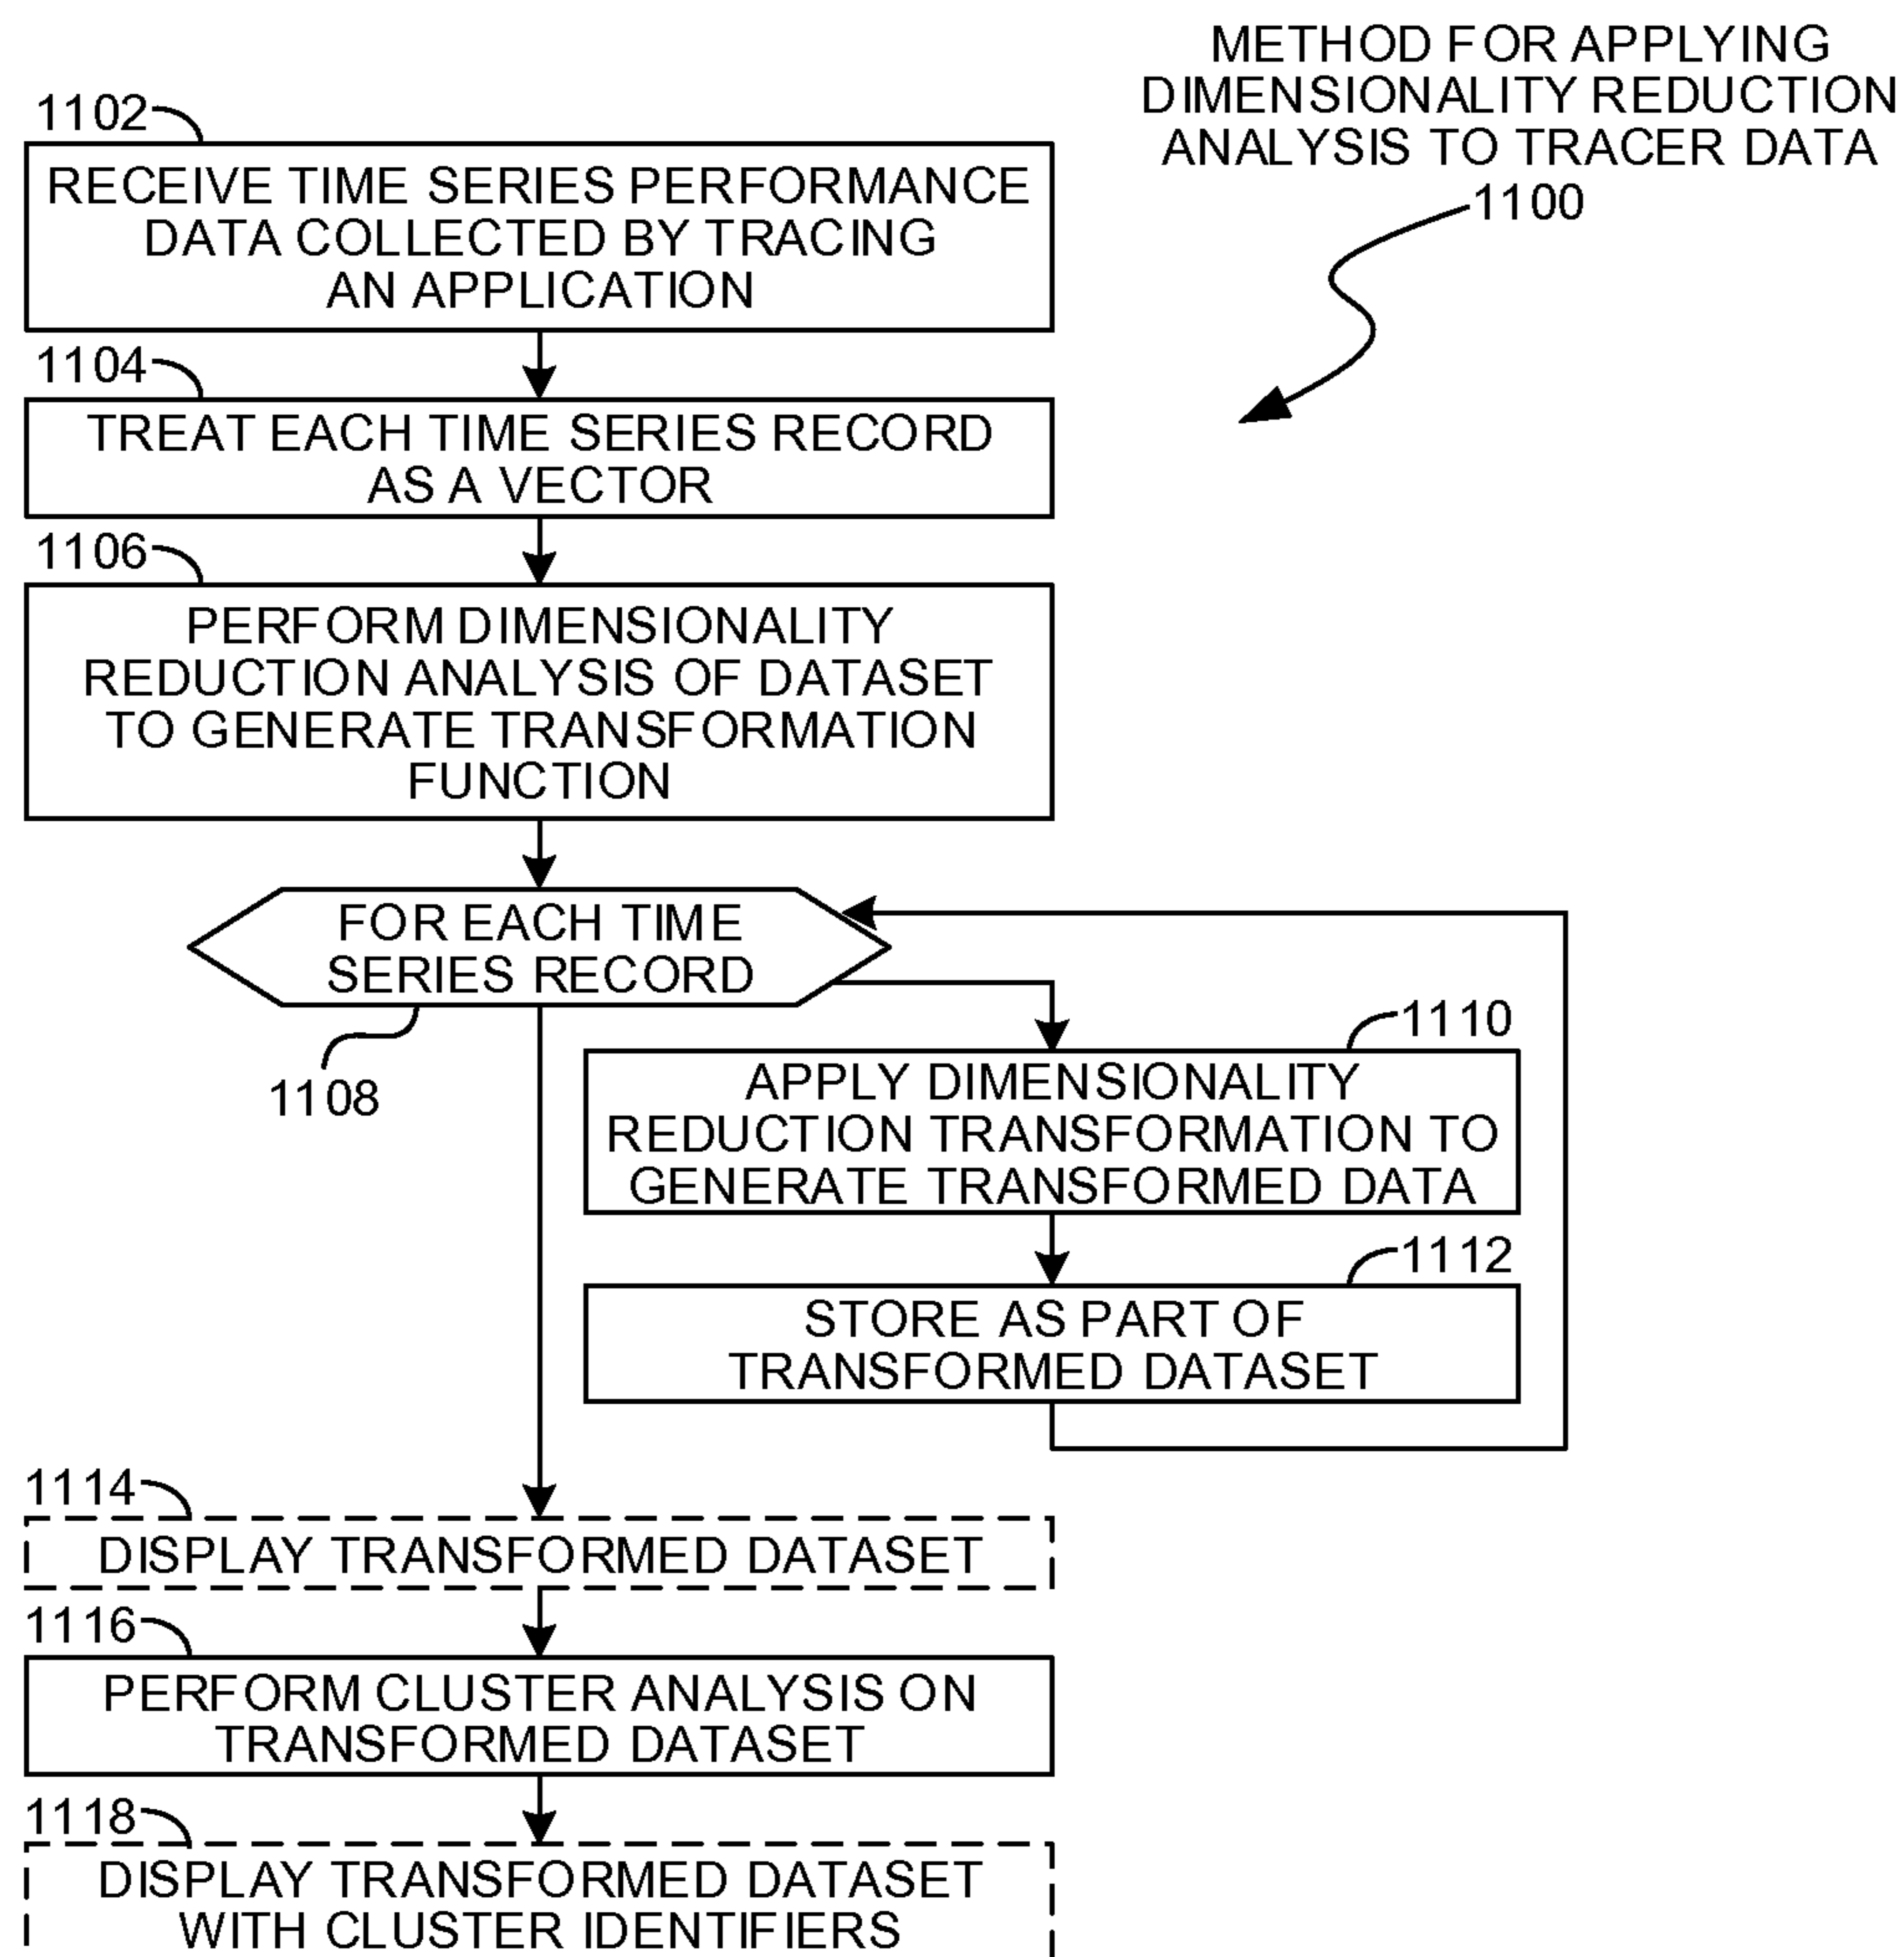 METHOD FOR APPLYING
DIMENSIONALITY REDUCTION
ANALYSIS TO TRACER DATA
1100
1102
RECEIVE TIME SERIES PERFORMANCE
DATA COLLECTED BY TRACING
AN APPLICATION
1104
TREAT EACH TIME SERIES RECORD
AS A VECTOR
1106
PERFORM DIMENSIONALITY
REDUCTION ANALYSIS OF DATASET
TO GENERATE TRANSFORMATION
FUNCTION
FOR EACH TIME
SERIES RECORD
1108
1110
APPLY DIMENSIONALITY
REDUCTION TRANSFORMATION TO
GENERATE TRANSFORMED DATA
1112
STORE AS PART OF
TRANSFORMED DATASET
1114
DISPLAY TRANSFORMED DATASET
1116
PERFORM CLUSTER ANALYSIS ON
TRANSFORMED DATASET
1118
DISPLAY TRANSFORMED DATASET
WITH CLUSTER IDENTIFIERS